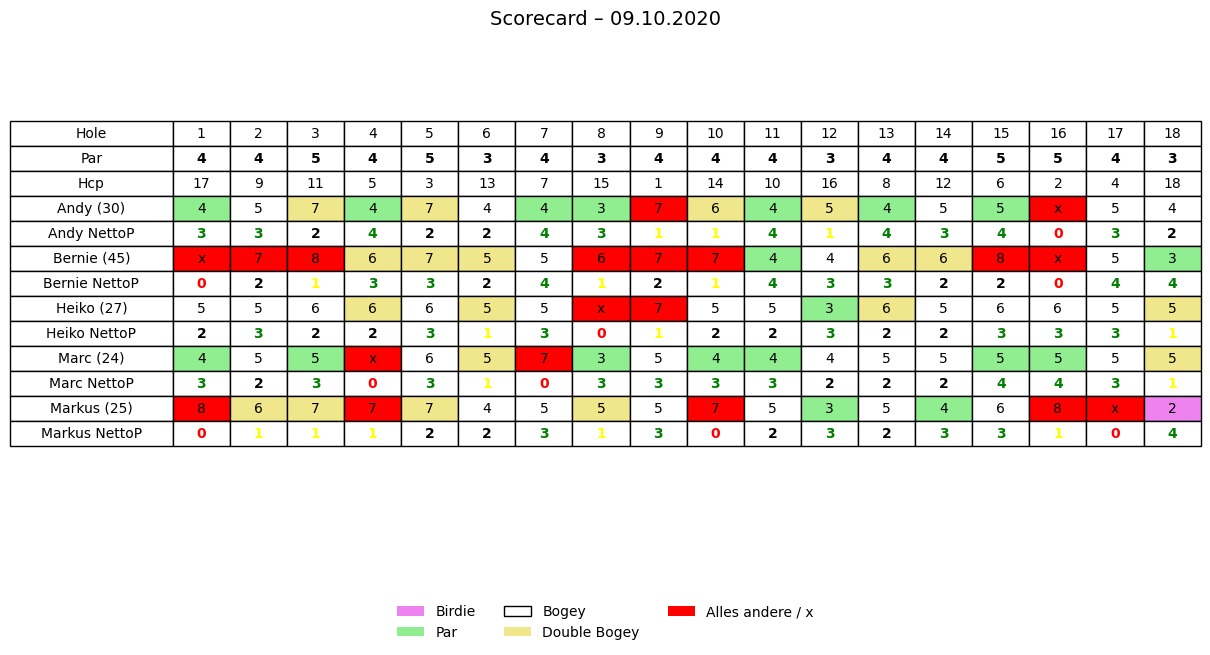 Scorecard – 09.10.2020
Hole 1 2 3 4 5 6 7 8 9 10 11 12 13 14 15 16 17 18
Par 4 4 5 4 5 3 4 3 4 4 4 3 4 4 5 5 4 3
Hcp 17 9 11 5 3 13 7 15 1 14 10 16 8 12 6 2 4 18
Andy (30) 4 5 7 4 7 4 4 3 7 6 4 5 4 5 5 x 5 4
Andy NettoP 3 3 2 4 2 2 4 3 1 1 4 1 4 3 4 0 3 2
Bernie (45) x 7 8 6 7 5 5 6 7 7 4 4 6 6 8 x 5 3
Bernie NettoP 0 2 1 3 3 2 4 1 2 1 4 3 3 2 2 0 4 4
Heiko (27) 5 5 6 6 6 5 5 x 7 5 5 3 6 5 6 6 5 5
Heiko NettoP 2 3 2 2 3 1 3 0 1 2 2 3 2 2 3 3 3 1
Marc (24) 4 5 5 x 6 5 7 3 5 4 4 4 5 5 5 5 5 5
Marc NettoP 3 2 3 0 3 1 0 3 3 3 3 2 2 2 4 4 3 1
Markus (25) 8 6 7 7 7 4 5 5 5 7 5 3 5 4 6 8 x 2
Markus NettoP 0 1 1 1 2 2 3 1 3 0 2 3 2 3 3 1 0 4
Birdie Bogey Alles andere / x
Par Double Bogey